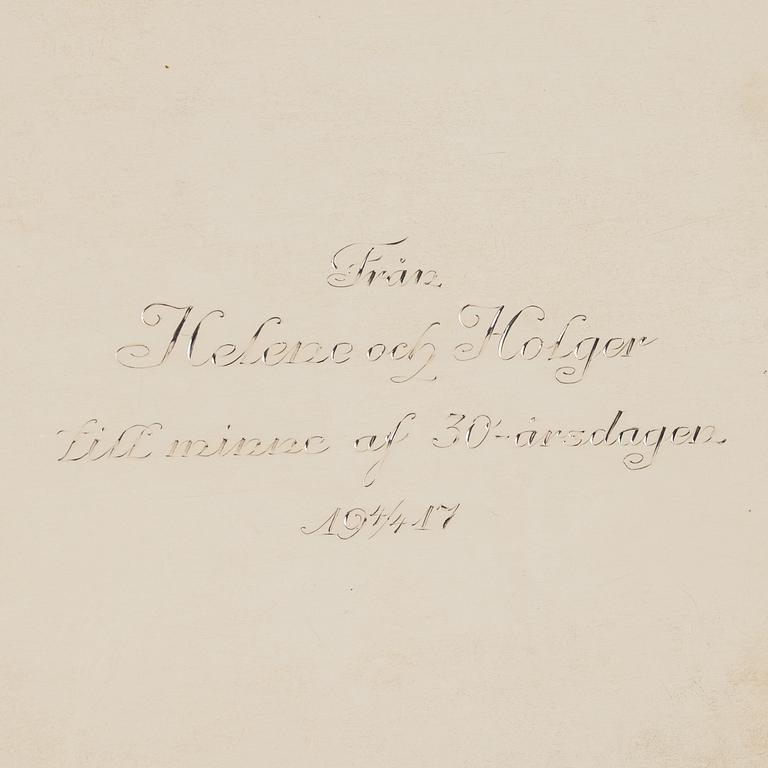 Från
Helene och Holger
till minne af 30-årsdagen
19 4/4 17